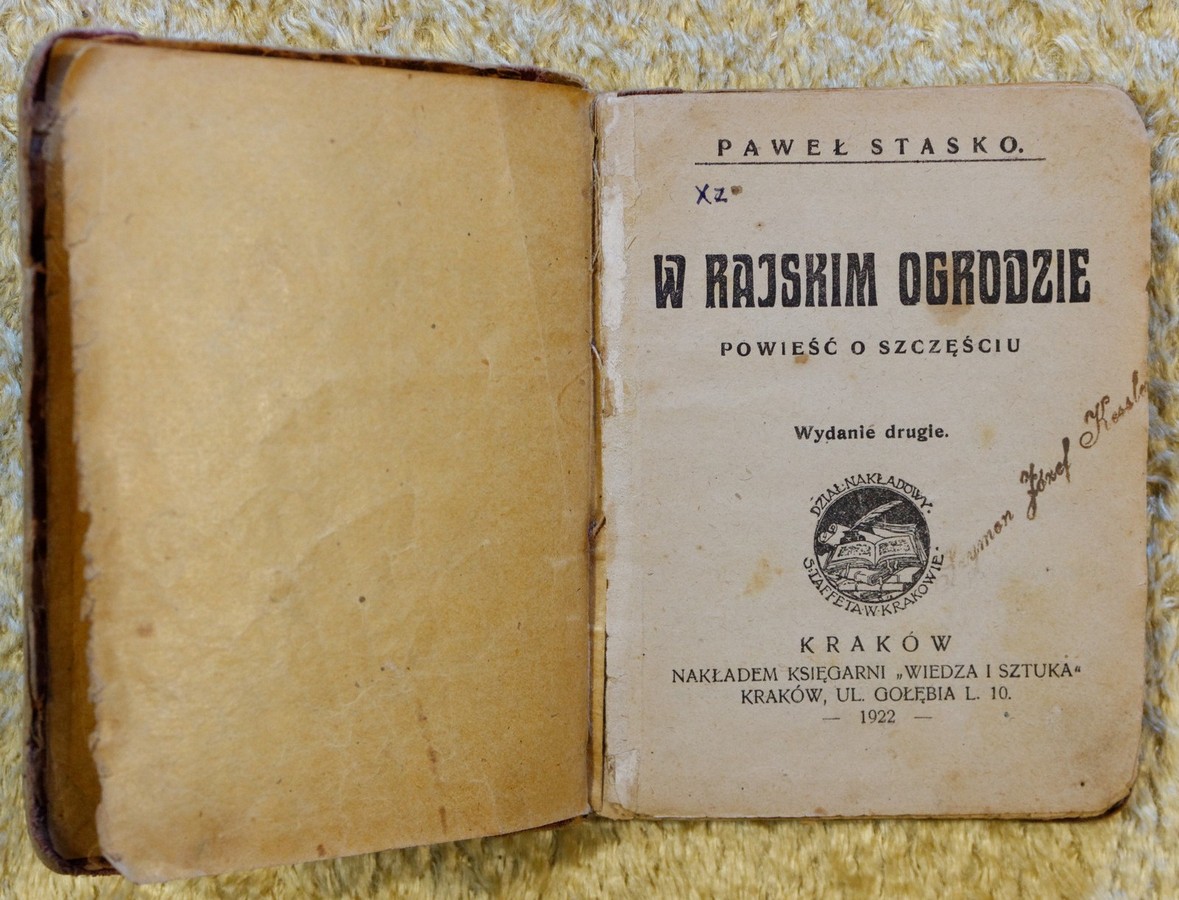 PAWEŁ STASKO.
XZ
W RAJSKIM OGRODZIE
POWIEŚĆ O SZCZĘŚCIU
Wydanie drugie.
Józef
DZIAŁ·NAKŁADOWY·
S·TAFFETA·W·KRAKOWIE·
KRAKÓW
NAKŁADEM KSIĘGARNI „WIEDZA I SZTUKA“
KRAKÓW, UL. GOŁĘBIA L. 10.
— 1922 —